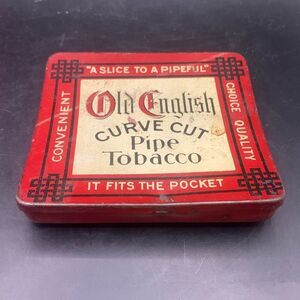 "A SLICE TO A PIPEFUL"
CONVENIENT
CHOICE QUALITY
Old English
CURVE CUT
Pipe
Tobacco
IT FITS THE POCKET